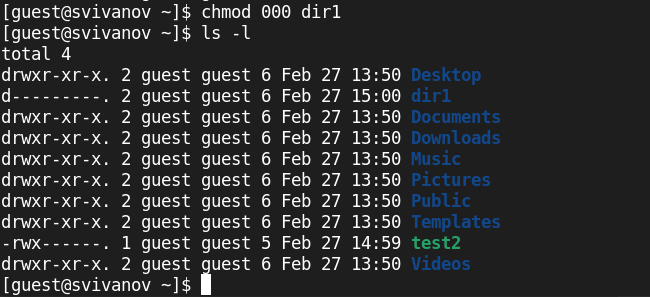 [guest@svivanov ~]$ chmod 000 dir1
[guest@svivanov ~]$ ls -l
total 4
drwxr-xr-x. 2 guest guest 6 Feb 27 13:50 Desktop
d---------. 2 guest guest 6 Feb 27 15:00 dir1
drwxr-xr-x. 2 guest guest 6 Feb 27 13:50 Documents
drwxr-xr-x. 2 guest guest 6 Feb 27 13:50 Downloads
drwxr-xr-x. 2 guest guest 6 Feb 27 13:50 Music
drwxr-xr-x. 2 guest guest 6 Feb 27 13:50 Pictures
drwxr-xr-x. 2 guest guest 6 Feb 27 13:50 Public
drwxr-xr-x. 2 guest guest 6 Feb 27 13:50 Templates
-rwx------. 1 guest guest 5 Feb 27 14:59 test2
drwxr-xr-x. 2 guest guest 6 Feb 27 13:50 Videos
[guest@svivanov ~]$